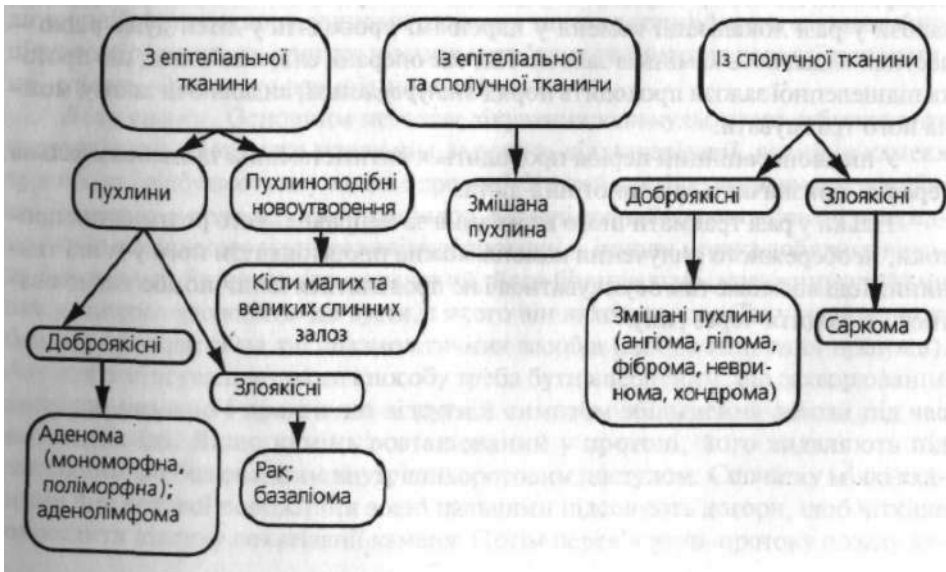 З епітеліальної
тканини
Із епітеліальної
та сполучної тканини
Із сполучної тканини
Пухлини
Пухлиноподібні
новоутворення
Змішана
пухлина
Доброякісні
Злоякісні
Кісти малих та
великих слинних
залоз
Змішані пухлини
(ангіома, ліпома,
фіброма, неври-
нома, хондрома)
Саркома
Доброякісні
Злоякісні
Аденома
(мономорфна,
поліморфна);
аденолімфома
Рак;
базаліома